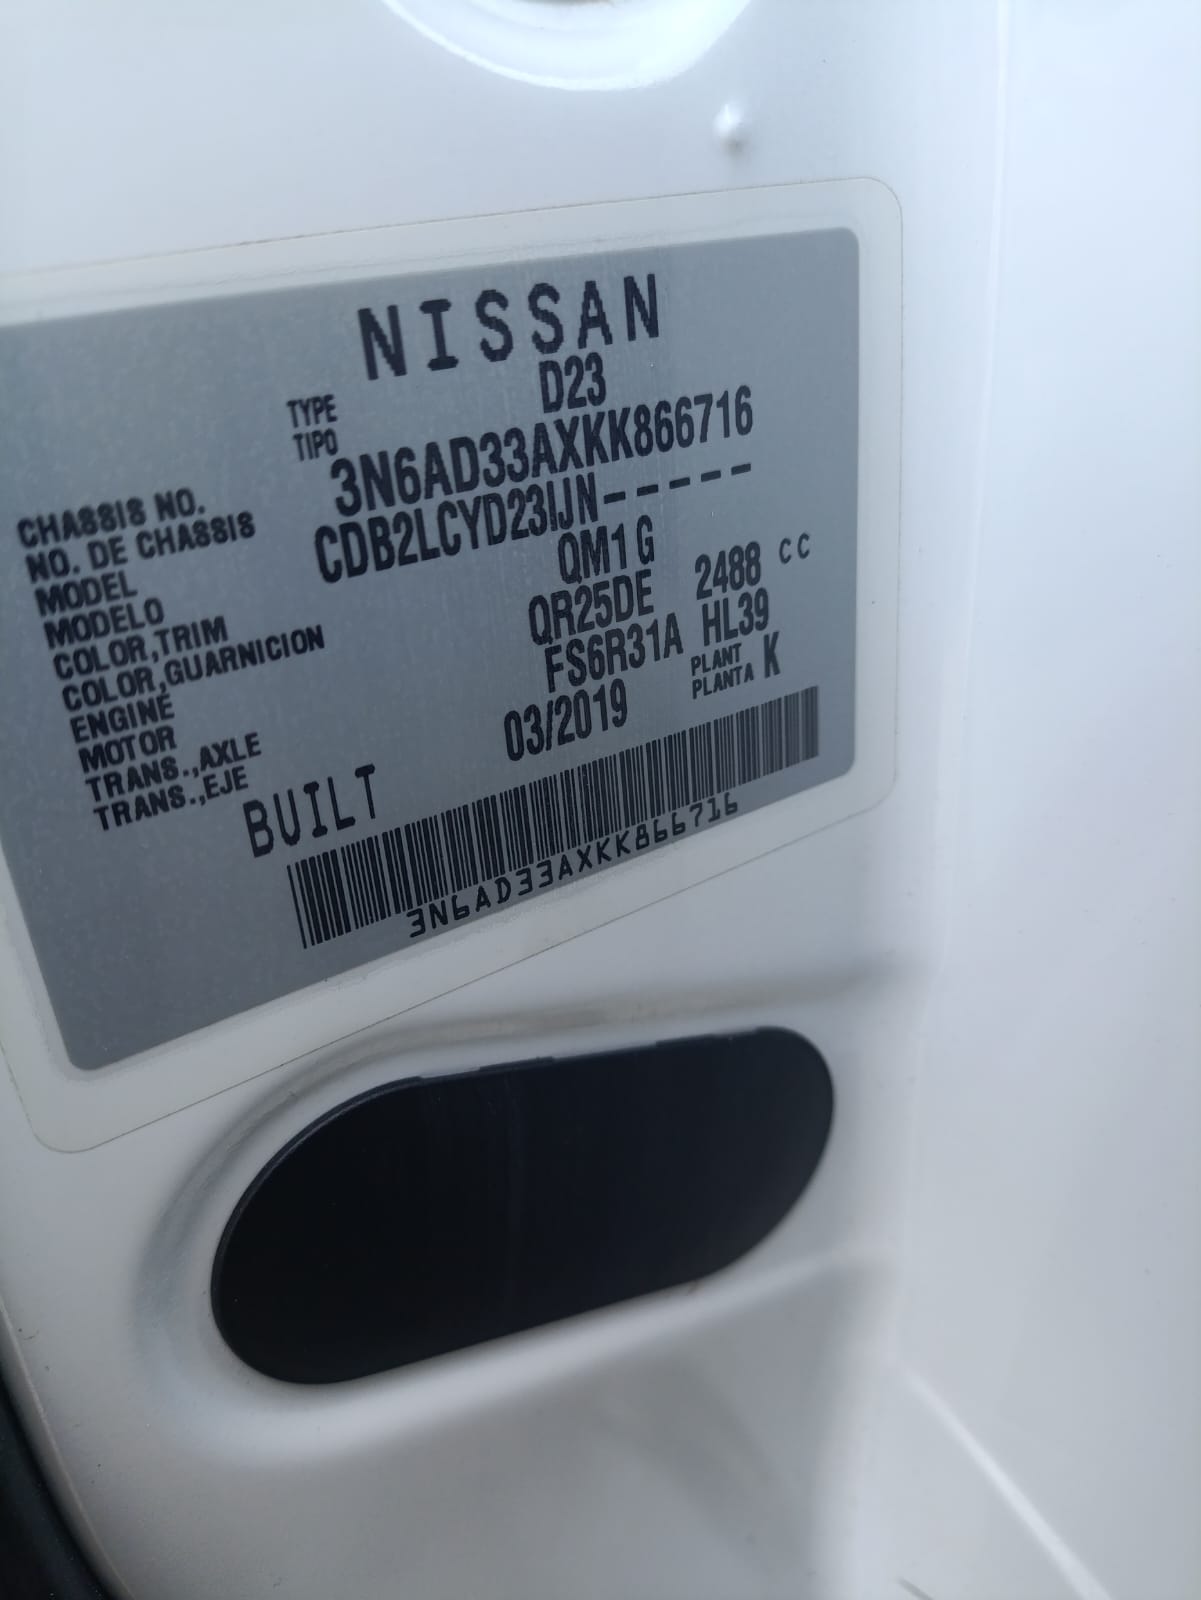 NISSAN
TYPE
TIPO
D23
CHASSIS NO.
NO. DE CHASSIS
3N6AD33AXKK866716
MODEL
MODELO
CDB2LCYD23IJN-----
COLOR,TRIM
COLOR,GUARNICION
QM1 G
ENGINE
MOTOR
QR25DE 2488 CC
TRANS.,AXLE
TRANS.,EJE
FS6R31A HL39
BUILT 03/2019
PLANT
PLANTA
K
3N6AD33AXKK866716